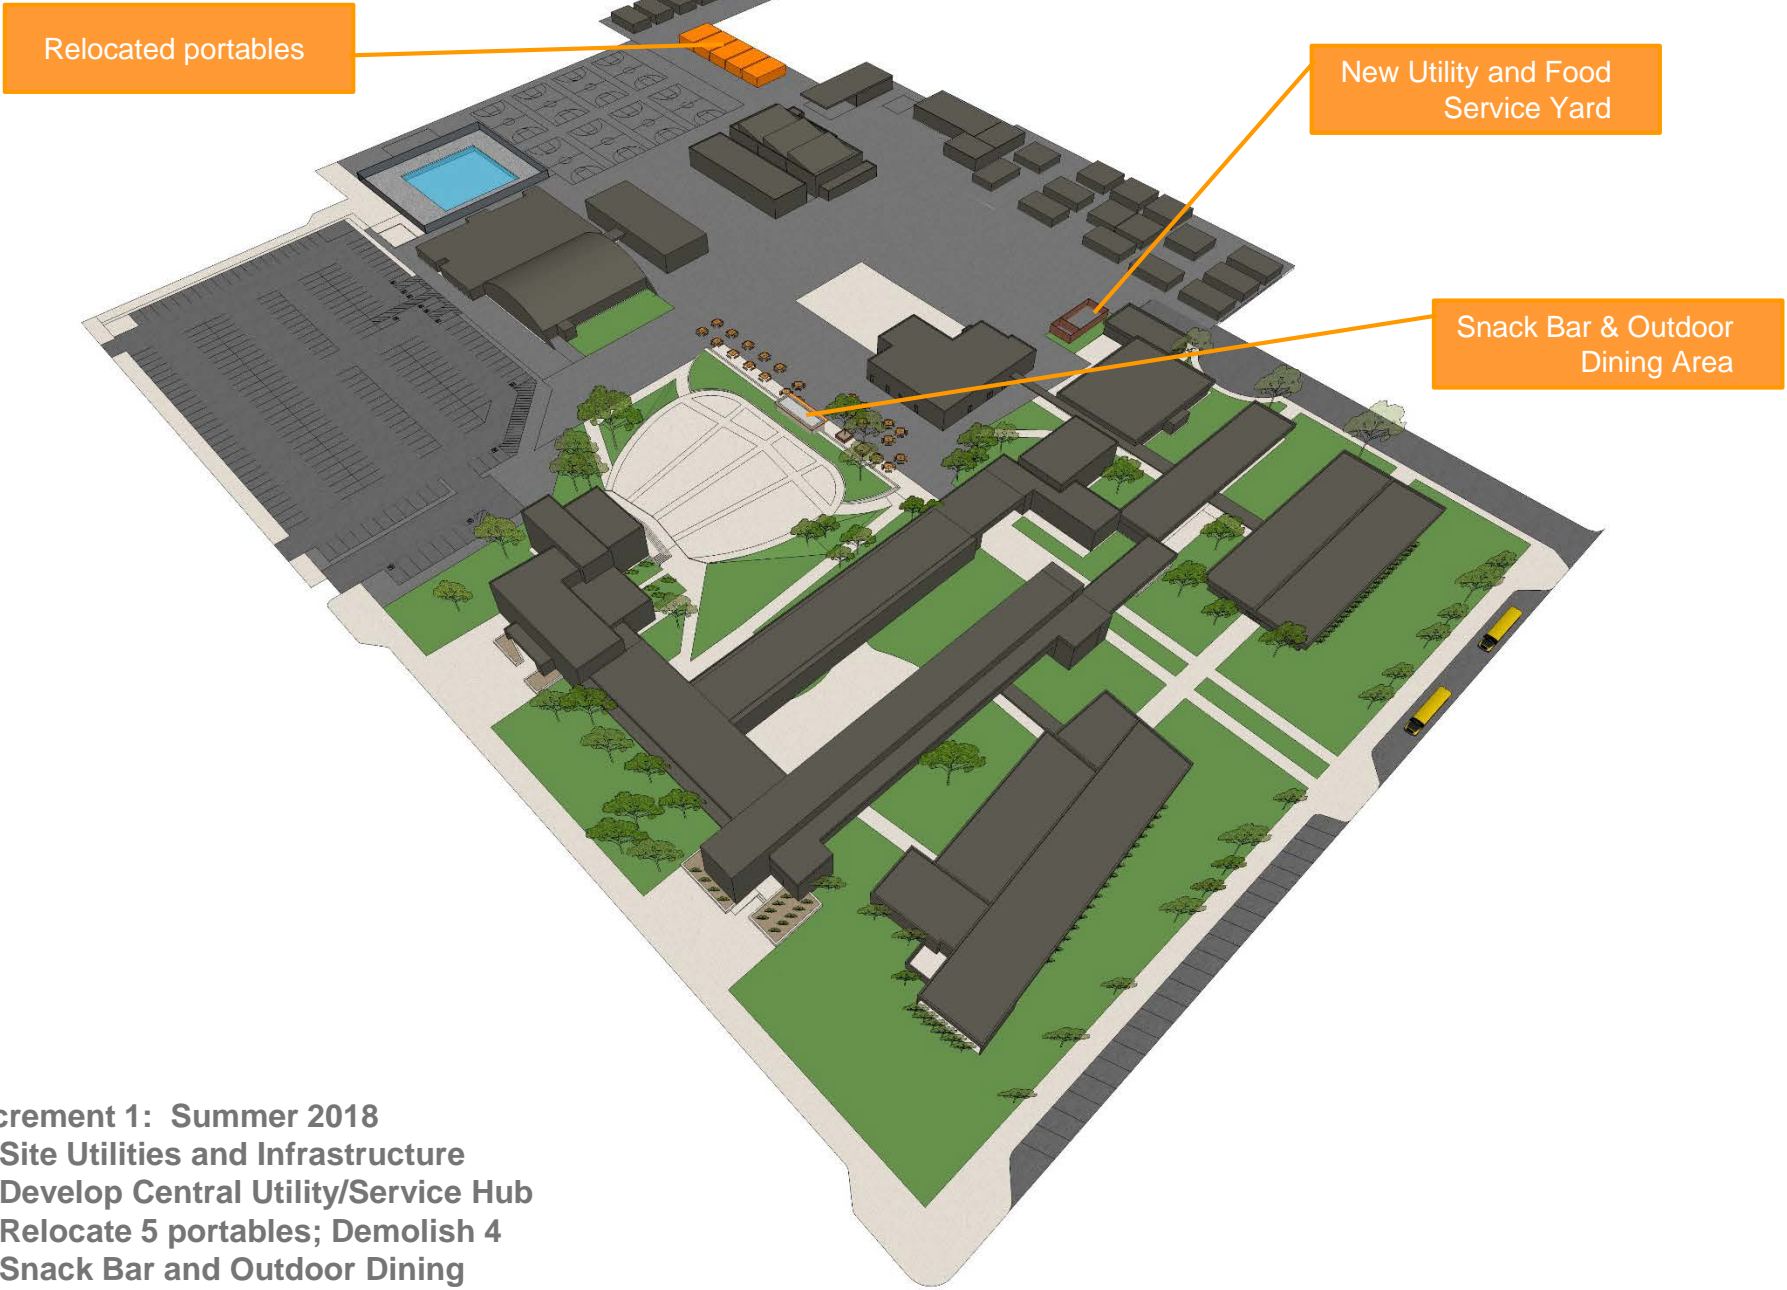 Relocated portables
New Utility and Food
Service Yard
Snack Bar & Outdoor
Dining Area
crement 1:  Summer 2018
Site Utilities and Infrastructure
Develop Central Utility/Service Hub
Relocate 5 portables; Demolish 4
Snack Bar and Outdoor Dining